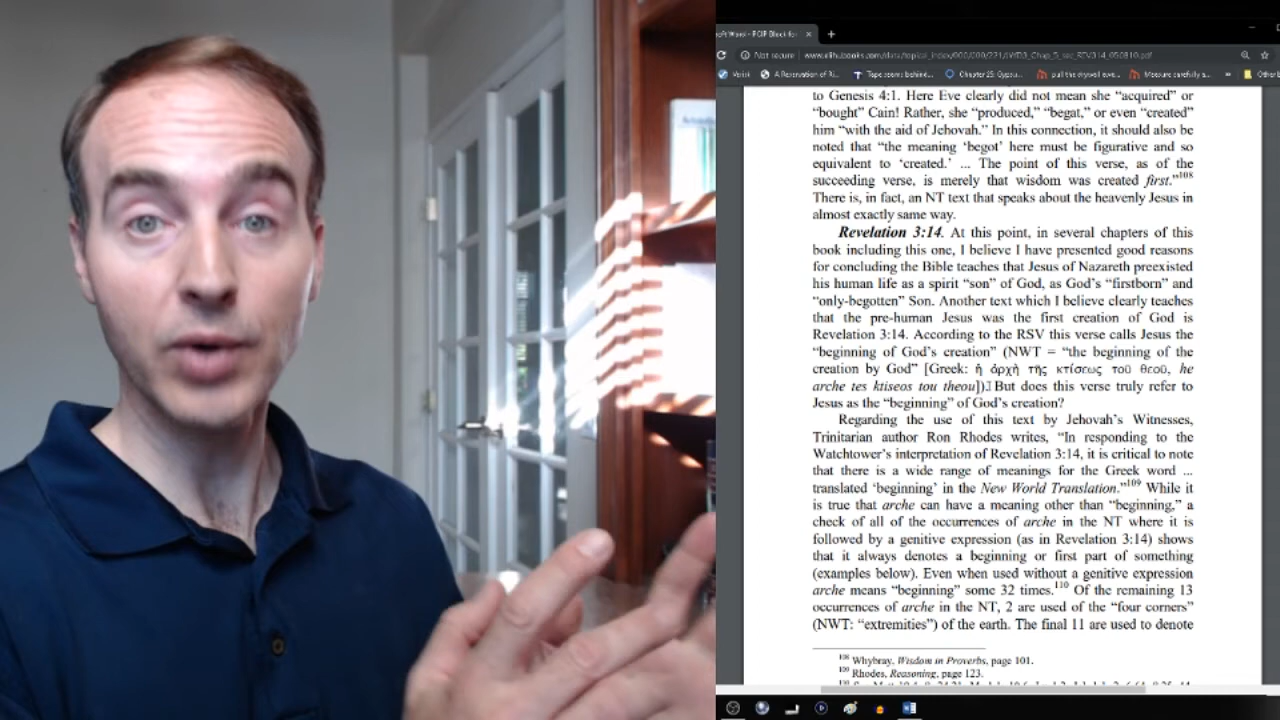 Not secure
to Genesis 4:1. Here Eve clearly did not mean she “acquired” or
“bought” Cain! Rather, she “produced,” “begat,” or even “created”
him “with the aid of Jehovah.” In this connection, it should also be
noted that “the meaning ‘begot’ here must be figurative and so
equivalent to ‘created.’ ... The point of this verse, as of the
succeeding verse, is merely that wisdom was created first.”108
There is, in fact, an NT text that speaks about the heavenly Jesus in
almost exactly same way.
Revelation 3:14. At this point, in several chapters of this
book including this one, I believe I have presented good reasons
for concluding the Bible teaches that Jesus of Nazareth preexisted
his human life as a spirit “son” of God, as God’s “firstborn” and
“only-begotten” Son. Another text which I believe clearly teaches
that the pre-human Jesus was the first creation of God is
Revelation 3:14. According to the RSV this verse calls Jesus the
“beginning of God’s creation” (NWT = “the beginning of the
creation by God” [Greek: ἡ ἀρχὴ τῆς κτίσεως τοῦ θεοῦ, he
arche tes ktiseos tou theou]). But does this verse truly refer to
Jesus as the “beginning” of God’s creation?
Regarding the use of this text by Jehovah’s Witnesses,
Trinitarian author Ron Rhodes writes, “In responding to the
Watchtower’s interpretation of Revelation 3:14, it is critical to note
that there is a wide range of meanings for the Greek word ...
translated ‘beginning’ in the New World Translation.”109 While it
is true that arche can have a meaning other than “beginning,” a
check of all of the occurrences of arche in the NT where it is
followed by a genitive expression (as in Revelation 3:14) shows
that it always denotes a beginning or first part of something
(examples below). Even when used without a genitive expression
arche means “beginning” some 32 times.110 Of the remaining 13
occurrences of arche in the NT, 2 are used of the “four corners”
(NWT: “extremities”) of the earth. The final 11 are used to denote
108 Whybray, Wisdom in Proverbs, page 101.
109 Rhodes, Reasoning, page 123.